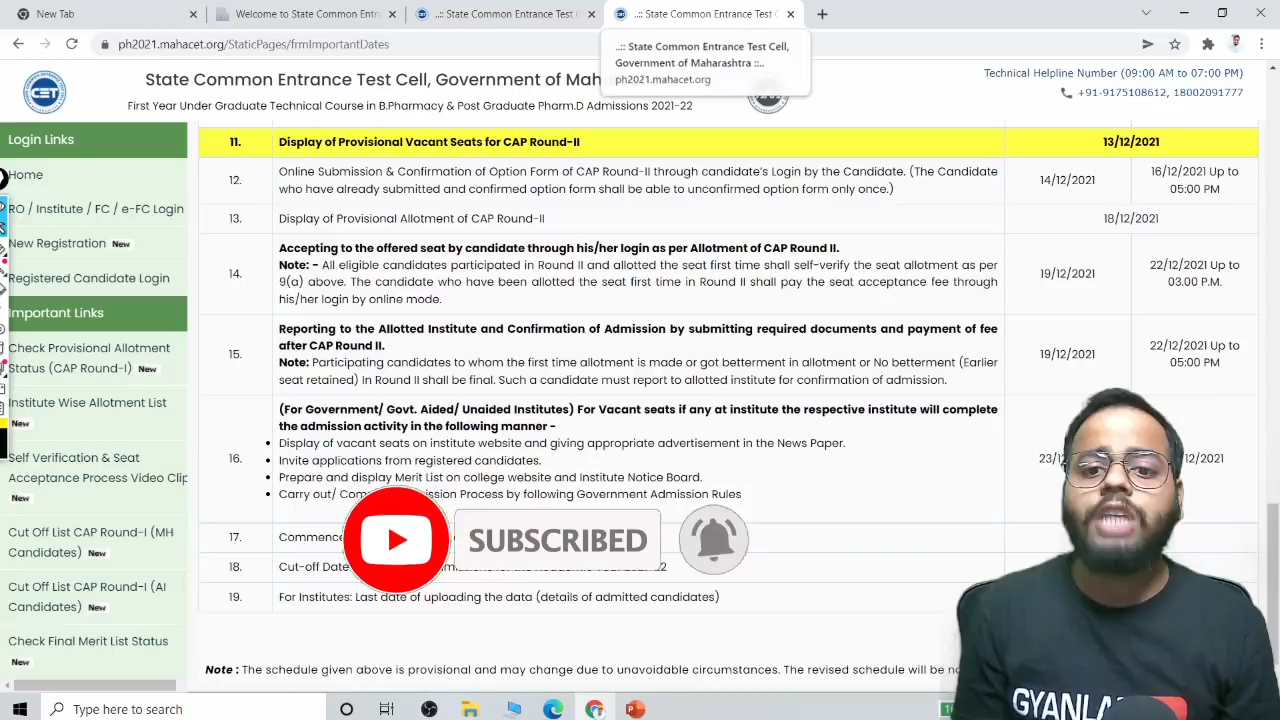 New Tab
Welcome to State Common Entra
..:: State Common Entrance Test C
..:: State Common Entrance Test C
ph2021.mahacet.org/StaticPages/frmImportantDates
..:: State Common Entrance Test Cell,
Government of Maharashtra ::..
ph2021.mahacet.org
CET
State Common Entrance Test Cell, Government of Mah
First Year Under Graduate Technical Course in B.Pharmacy & Post Graduate Pharm.D Admissions 2021-22
Technical Helpline Number (09:00 AM to 07:00 PM)
+91-9175108612, 18002091777
Login Links
Home
RO / Institute / FC / e-FC Login
New Registration New
Registered Candidate Login
Important Links
Check Provisional Allotment
Status (CAP Round-I) New
Institute Wise Allotment List
New
Self Verification & Seat
Acceptance Process Video Clip
New
Cut Off List CAP Round-I (MH
Candidates) New
Cut Off List CAP Round-I (AI
Candidates) New
Check Final Merit List Status
New
11. Display of Provisional Vacant Seats for CAP Round-II 13/12/2021
12. Online Submission & Confirmation of Option Form of CAP Round-II through candidate's Login by the Candidate. (The Candidate
who have already submitted and confirmed option form shall be able to unconfirmed option form only once.)
14/12/2021
16/12/2021 Up to
05:00 PM
13. Display of Provisional Allotment of CAP Round-II 18/12/2021
14. Accepting to the offered seat by candidate through his/her login as per Allotment of CAP Round II.
Note: - All eligible candidates participated in Round II and allotted the seat first time shall self-verify the seat allotment as per
9(a) above. The candidate who have been allotted the seat first time in Round II shall pay the seat acceptance fee through
his/her login by online mode.
19/12/2021
22/12/2021 Up to
03.00 P.M.
15. Reporting to the Allotted Institute and Confirmation of Admission by submitting required documents and payment of fee
after CAP Round II.
Note: Participating candidates to whom the first time allotment is made or got betterment in allotment or No betterment (Earlier
seat retained) In Round II shall be final. Such a candidate must report to allotted institute for confirmation of admission.
19/12/2021
22/12/2021 Up to
05:00 PM
16. (For Government/ Govt. Aided/ Unaided Institutes) For Vacant seats if any at institute the respective institute will complete
the admission activity in the following manner -
• Display of vacant seats on institute website and giving appropriate advertisement in the News Paper.
• Invite applications from registered candidates.
• Prepare and display Merit List on college website and Institute Notice Board.
• Carry out/ Com ission Process by following Government Admission Rules
23/12
12/2021
17. Commence
18. Cut-off Date
19. For Institutes: Last date of uploading the data (details of admitted candidates)
SUBSCRIBED
Note : The schedule given above is provisional and may change due to unavoidable circumstances. The revised schedule will be no
GYANL
Type here to search